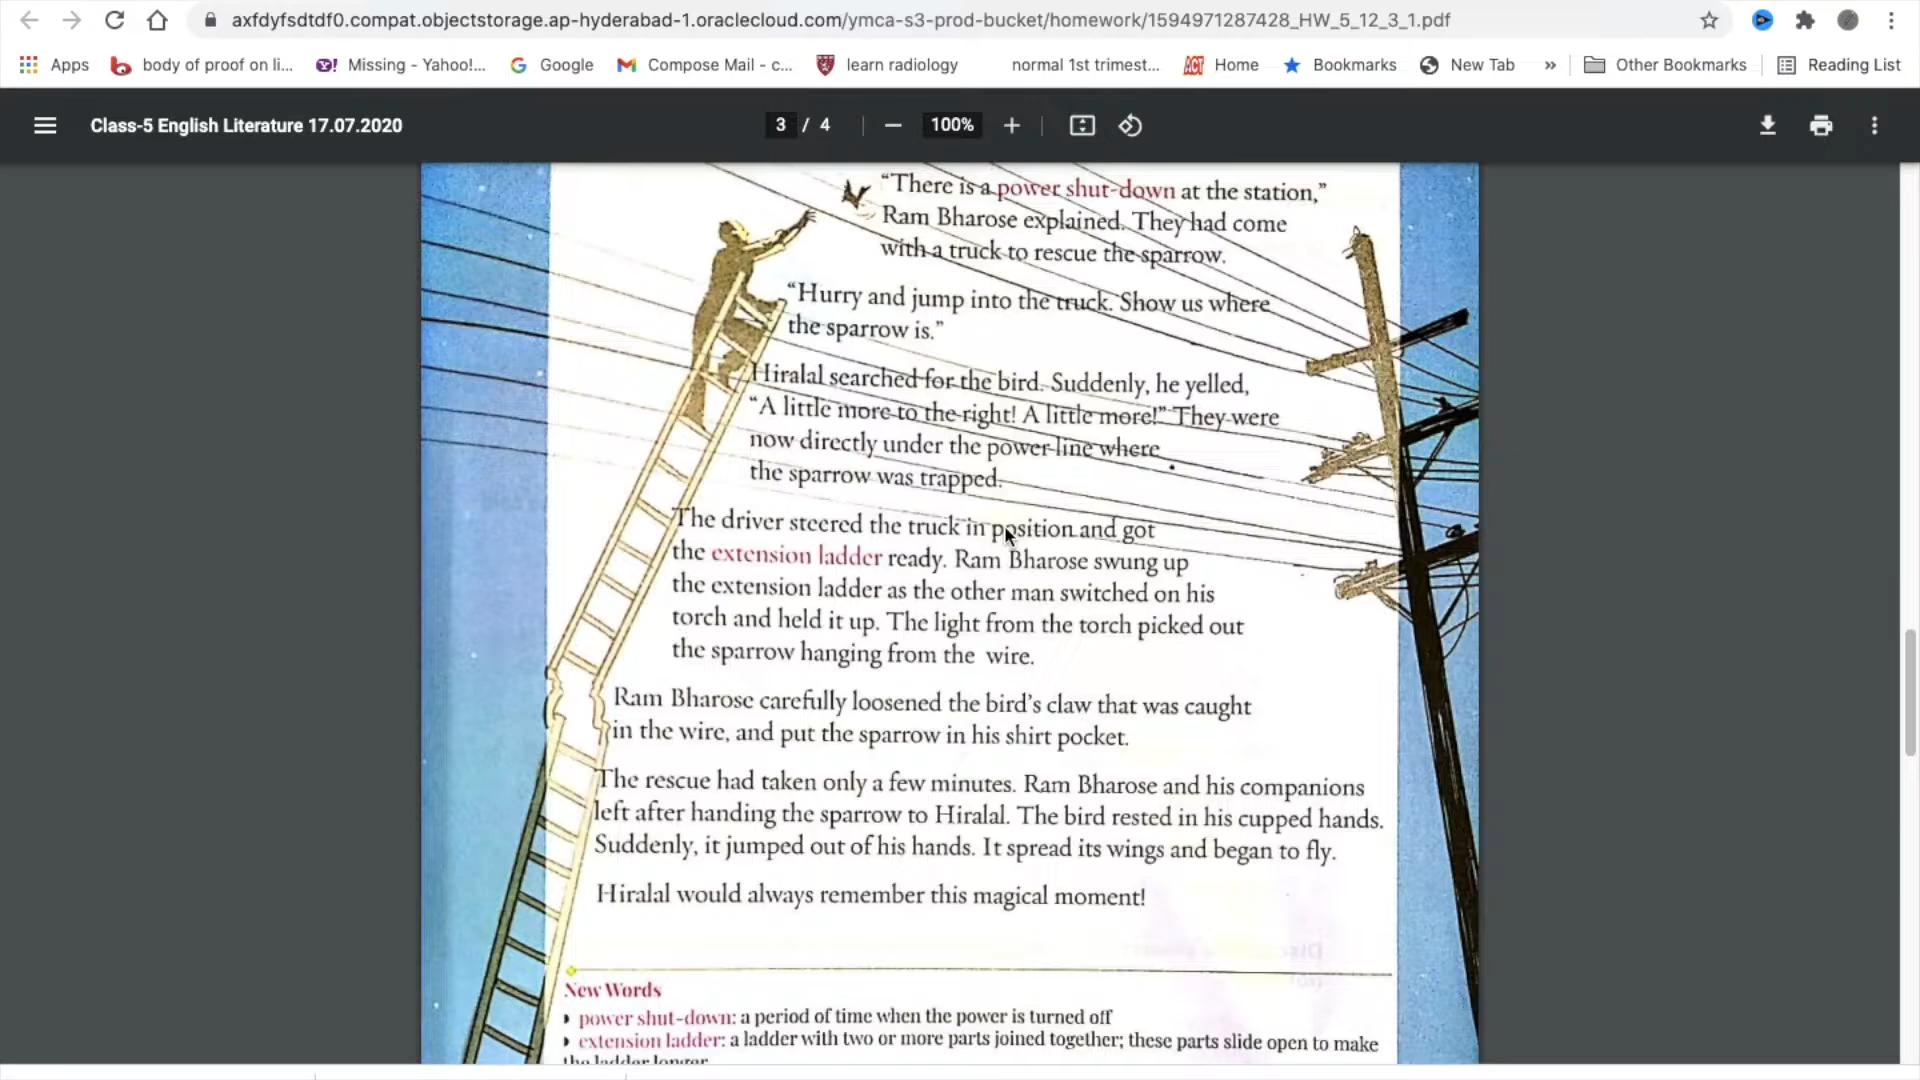 axfdyfsdtdf0.compat.objectstorage.ap-hyderabad-1.oraclecloud.com/ymca-s3-prod-bucket/homework/1594971287428_HW_5_12_3_1.pdf
Apps body of proof on li... Missing - Yahoo!... Google Compose Mail - c... learn radiology normal 1st trimest... ACT Home Bookmarks New Tab » Other Bookmarks Reading List
Class-5 English Literature 17.07.2020 3 / 4 — 100% +
“There is a power shut-down at the station,”
Ram Bharose explained. They had come
with a truck to rescue the sparrow.
“Hurry and jump into the truck. Show us where
the sparrow is.”
Hiralal searched for the bird. Suddenly, he yelled,
“A little more to the right! A little more!” They were
now directly under the power line where
the sparrow was trapped.
The driver steered the truck in position and got
the extension ladder ready. Ram Bharose swung up
the extension ladder as the other man switched on his
torch and held it up. The light from the torch picked out
the sparrow hanging from the wire.
Ram Bharose carefully loosened the bird’s claw that was caught
in the wire, and put the sparrow in his shirt pocket.
The rescue had taken only a few minutes. Ram Bharose and his companions
left after handing the sparrow to Hiralal. The bird rested in his cupped hands.
Suddenly, it jumped out of his hands. It spread its wings and began to fly.
Hiralal would always remember this magical moment!
New Words
power shut-down: a period of time when the power is turned off
extension ladder: a ladder with two or more parts joined together; these parts slide open to make
the ladder longer